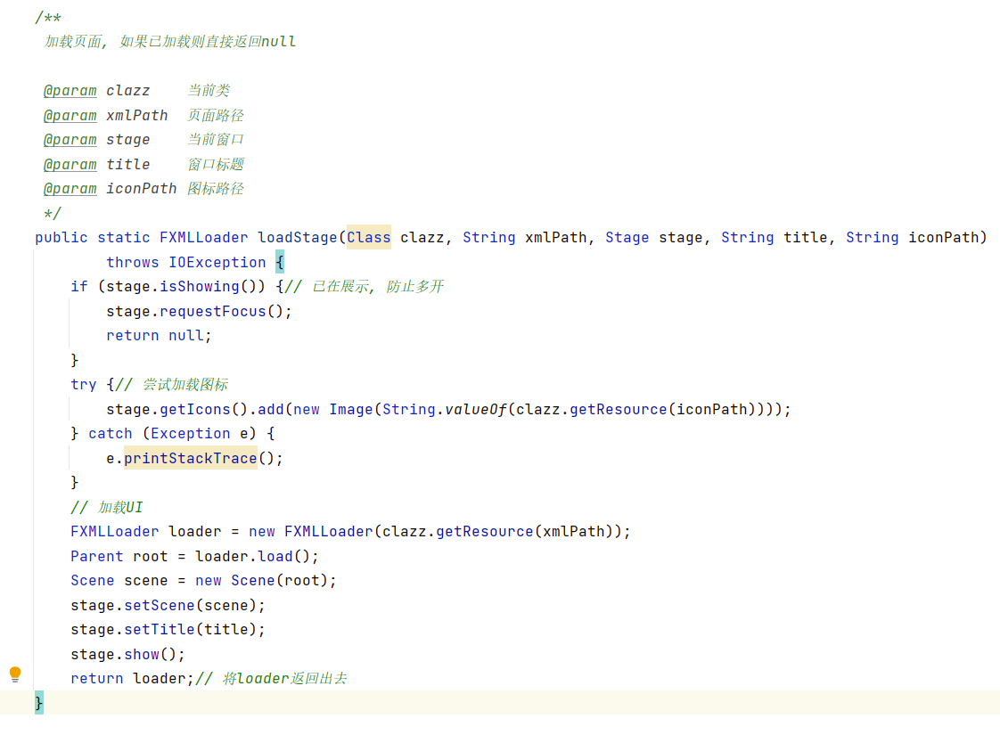 /**
加载页面, 如果已加载则直接返回null
@param clazz 当前类
@param xmlPath 页面路径
@param stage 当前窗口
@param title 窗口标题
@param iconPath 图标路径
*/
public static FXMLLoader loadStage(Class clazz, String xmlPath, Stage stage, String title, String iconPath)
throws IOException {
if (stage.isShowing()) {// 已在展示, 防止多开
stage.requestFocus();
return null;
}
try {// 尝试加载图标
stage.getIcons().add(new Image(String.valueOf(clazz.getResource(iconPath))));
} catch (Exception e) {
e.printStackTrace();
}
// 加载UI
FXMLLoader loader = new FXMLLoader(clazz.getResource(xmlPath));
Parent root = loader.load();
Scene scene = new Scene(root);
stage.setScene(scene);
stage.setTitle(title);
stage.show();
return loader;// 将loader返回出去
}